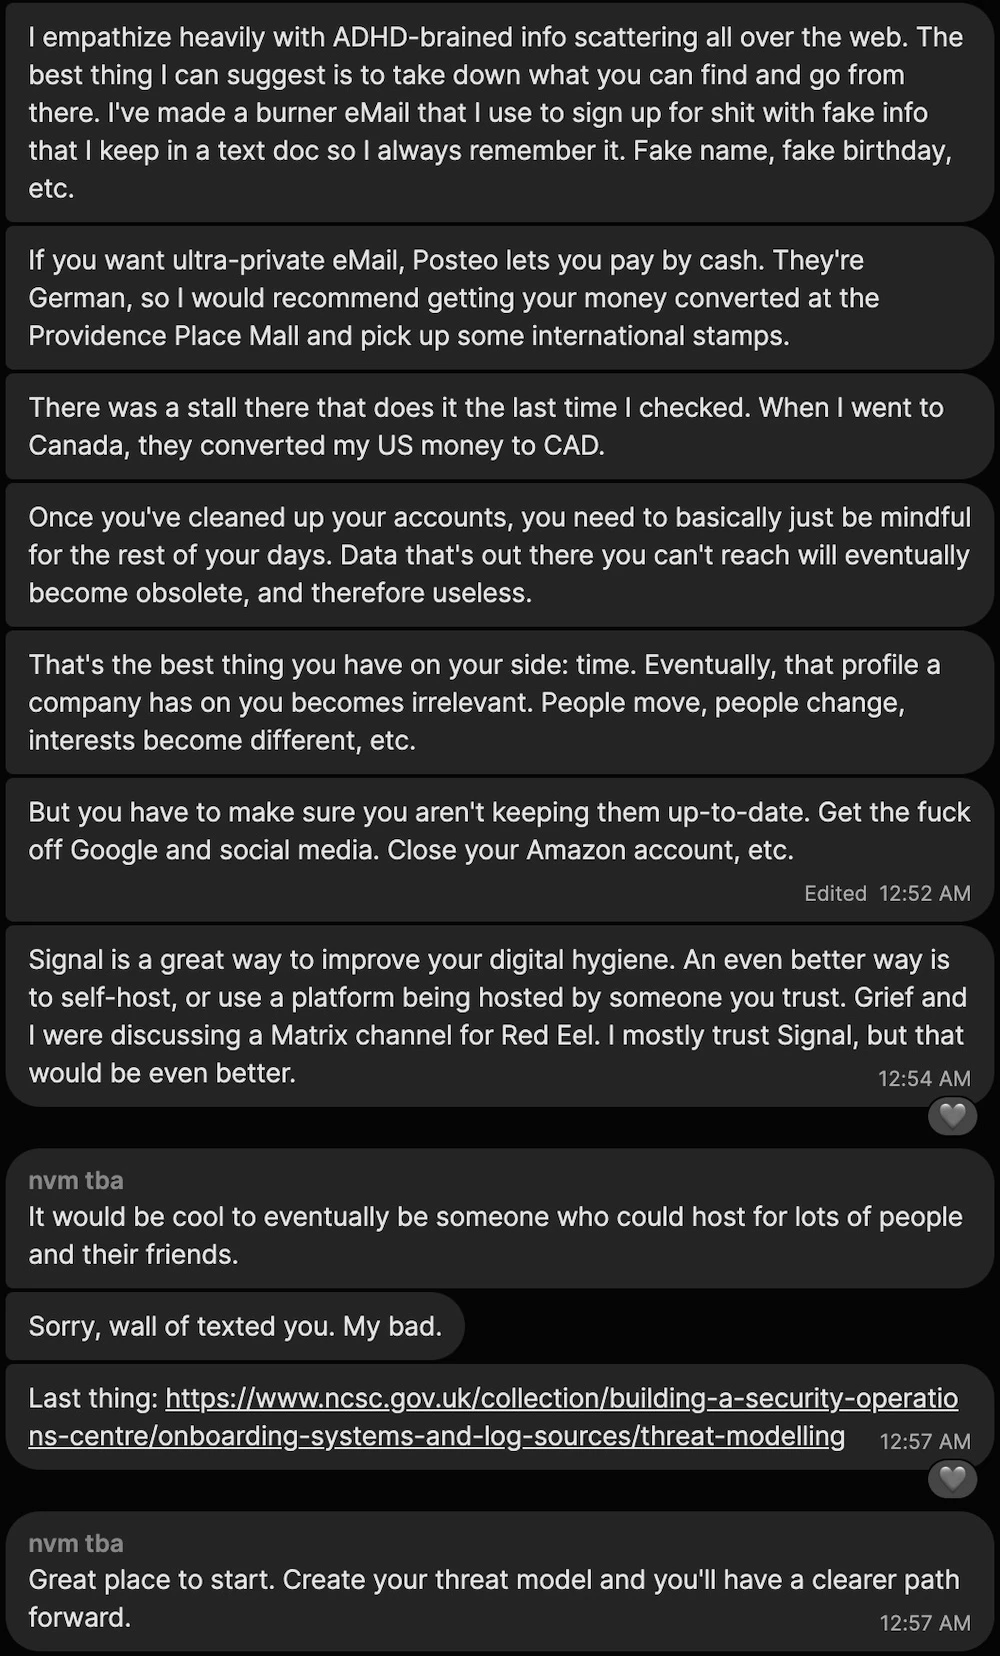 I empathize heavily with ADHD-brained info scattering all over the web. The
best thing I can suggest is to take down what you can find and go from
there. I've made a burner eMail that I use to sign up for shit with fake info
that I keep in a text doc so I always remember it. Fake name, fake birthday,
etc.
If you want ultra-private eMail, Posteo lets you pay by cash. They're
German, so I would recommend getting your money converted at the
Providence Place Mall and pick up some international stamps.
There was a stall there that does it the last time I checked. When I went to
Canada, they converted my US money to CAD.
Once you've cleaned up your accounts, you need to basically just be mindful
for the rest of your days. Data that's out there you can't reach will eventually
become obsolete, and therefore useless.
That's the best thing you have on your side: time. Eventually, that profile a
company has on you becomes irrelevant. People move, people change,
interests become different, etc.
But you have to make sure you aren't keeping them up-to-date. Get the fuck
off Google and social media. Close your Amazon account, etc.
Edited 12:52 AM
Signal is a great way to improve your digital hygiene. An even better way is
to self-host, or use a platform being hosted by someone you trust. Grief and
I were discussing a Matrix channel for Red Eel. I mostly trust Signal, but that
would be even better.
12:54 AM
nvm tba
It would be cool to eventually be someone who could host for lots of people
and their friends.
Sorry, wall of texted you. My bad.
Last thing: https://www.ncsc.gov.uk/collection/building-a-security-operatio
ns-centre/onboarding-systems-and-log-sources/threat-modelling 12:57 AM
nvm tba
Great place to start. Create your threat model and you'll have a clearer path
forward.
12:57 AM